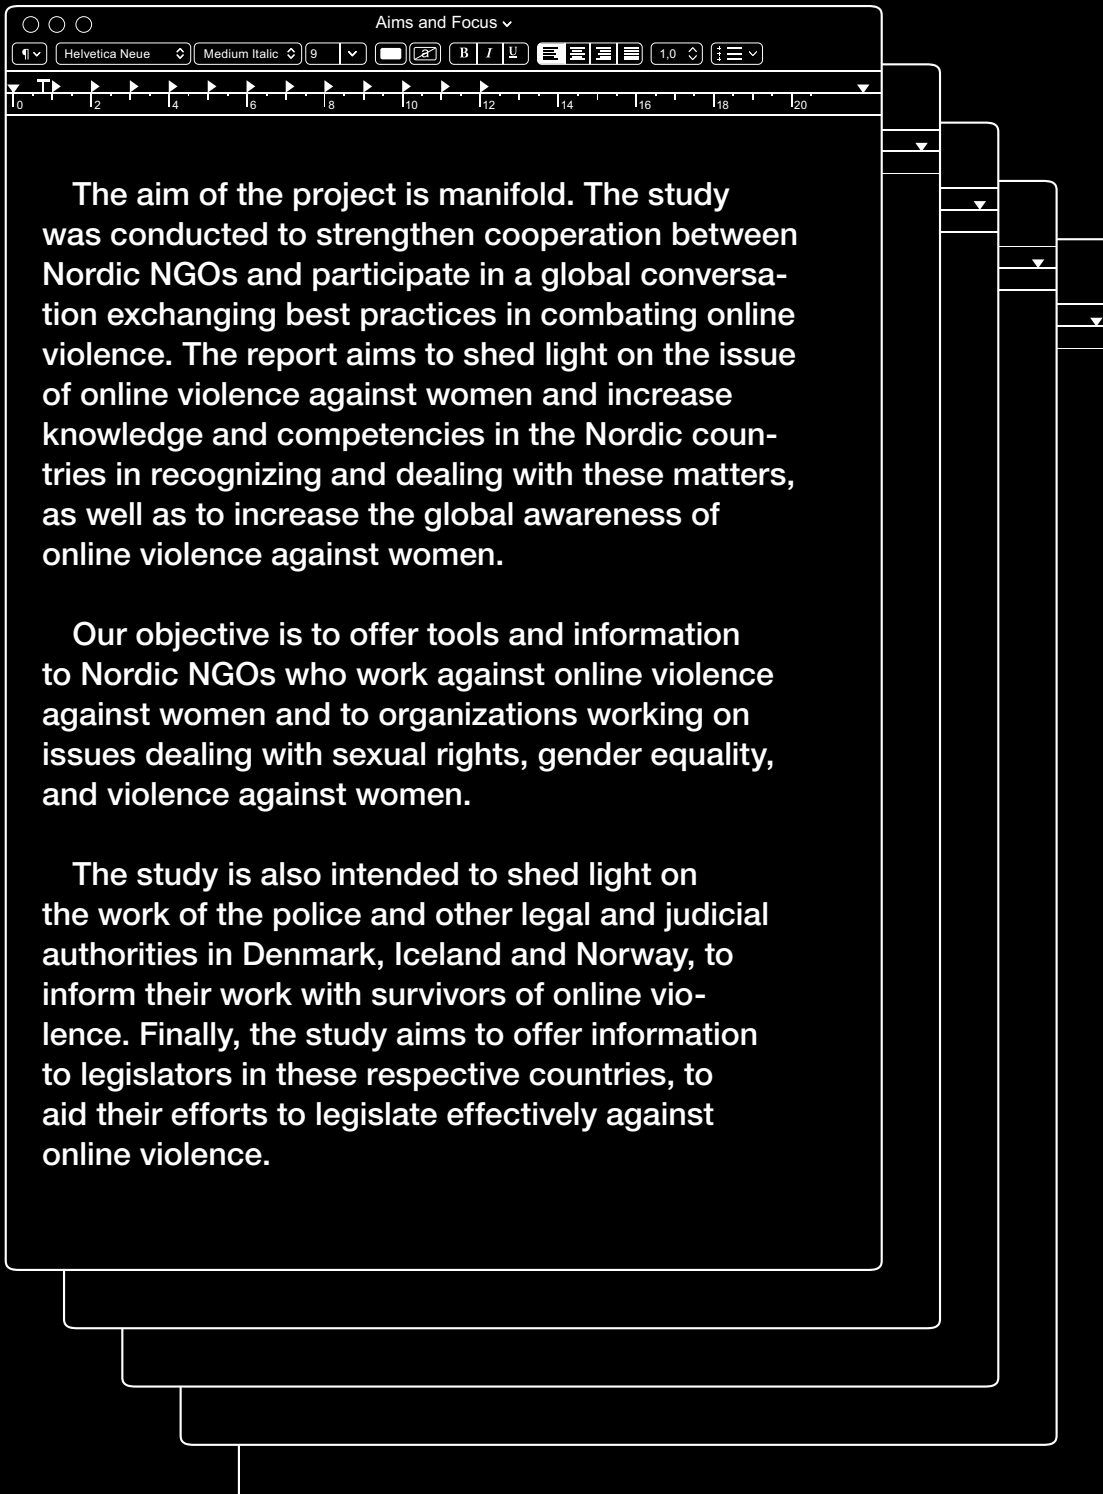 Aims and Focus
¶ Helvetica Neue Medium Italic 9 a B I U 1,0
0 2 4 6 8 10 12 14 16 18 20
The aim of the project is manifold. The study
was conducted to strengthen cooperation between
Nordic NGOs and participate in a global conversa-
tion exchanging best practices in combating online
violence. The report aims to shed light on the issue
of online violence against women and increase
knowledge and competencies in the Nordic coun-
tries in recognizing and dealing with these matters,
as well as to increase the global awareness of
online violence against women.
Our objective is to offer tools and information
to Nordic NGOs who work against online violence
against women and to organizations working on
issues dealing with sexual rights, gender equality,
and violence against women.
The study is also intended to shed light on
the work of the police and other legal and judicial
authorities in Denmark, Iceland and Norway, to
inform their work with survivors of online vio-
lence. Finally, the study aims to offer information
to legislators in these respective countries, to
aid their efforts to legislate effectively against
online violence.